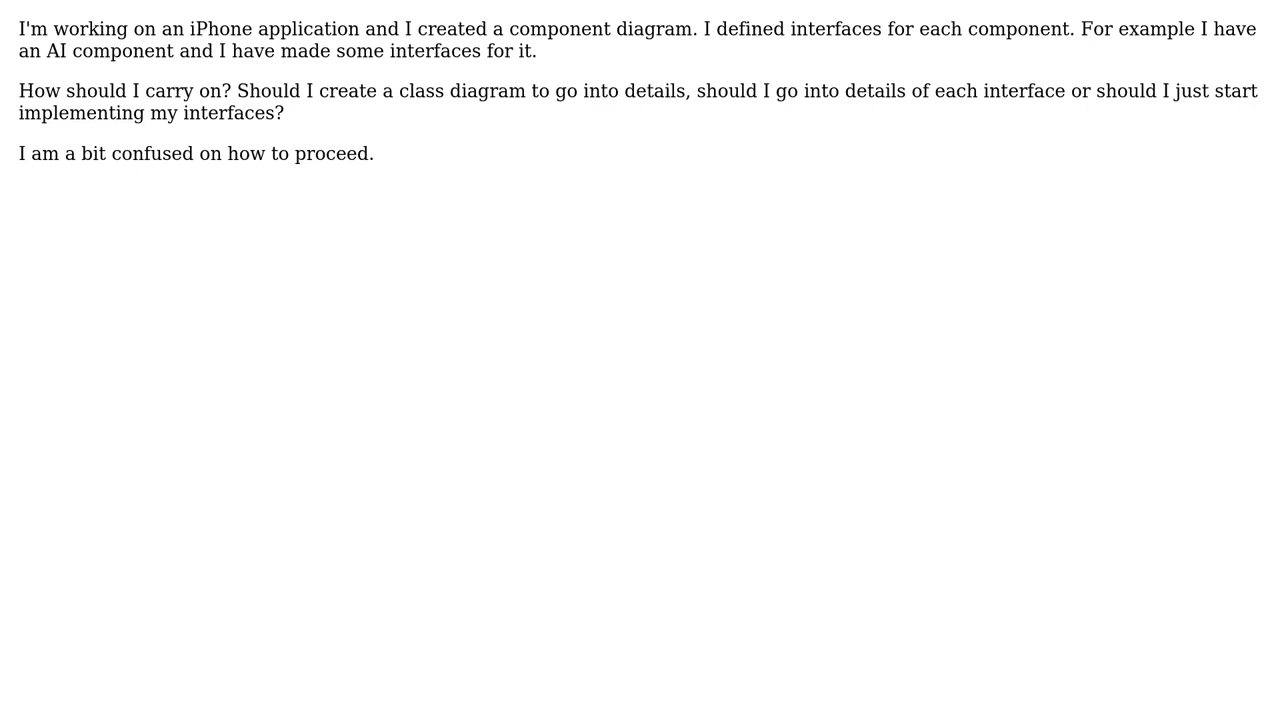 I'm working on an iPhone application and I created a component diagram. I defined interfaces for each component. For example I have
an AI component and I have made some interfaces for it.
How should I carry on? Should I create a class diagram to go into details, should I go into details of each interface or should I just start
implementing my interfaces?
I am a bit confused on how to proceed.